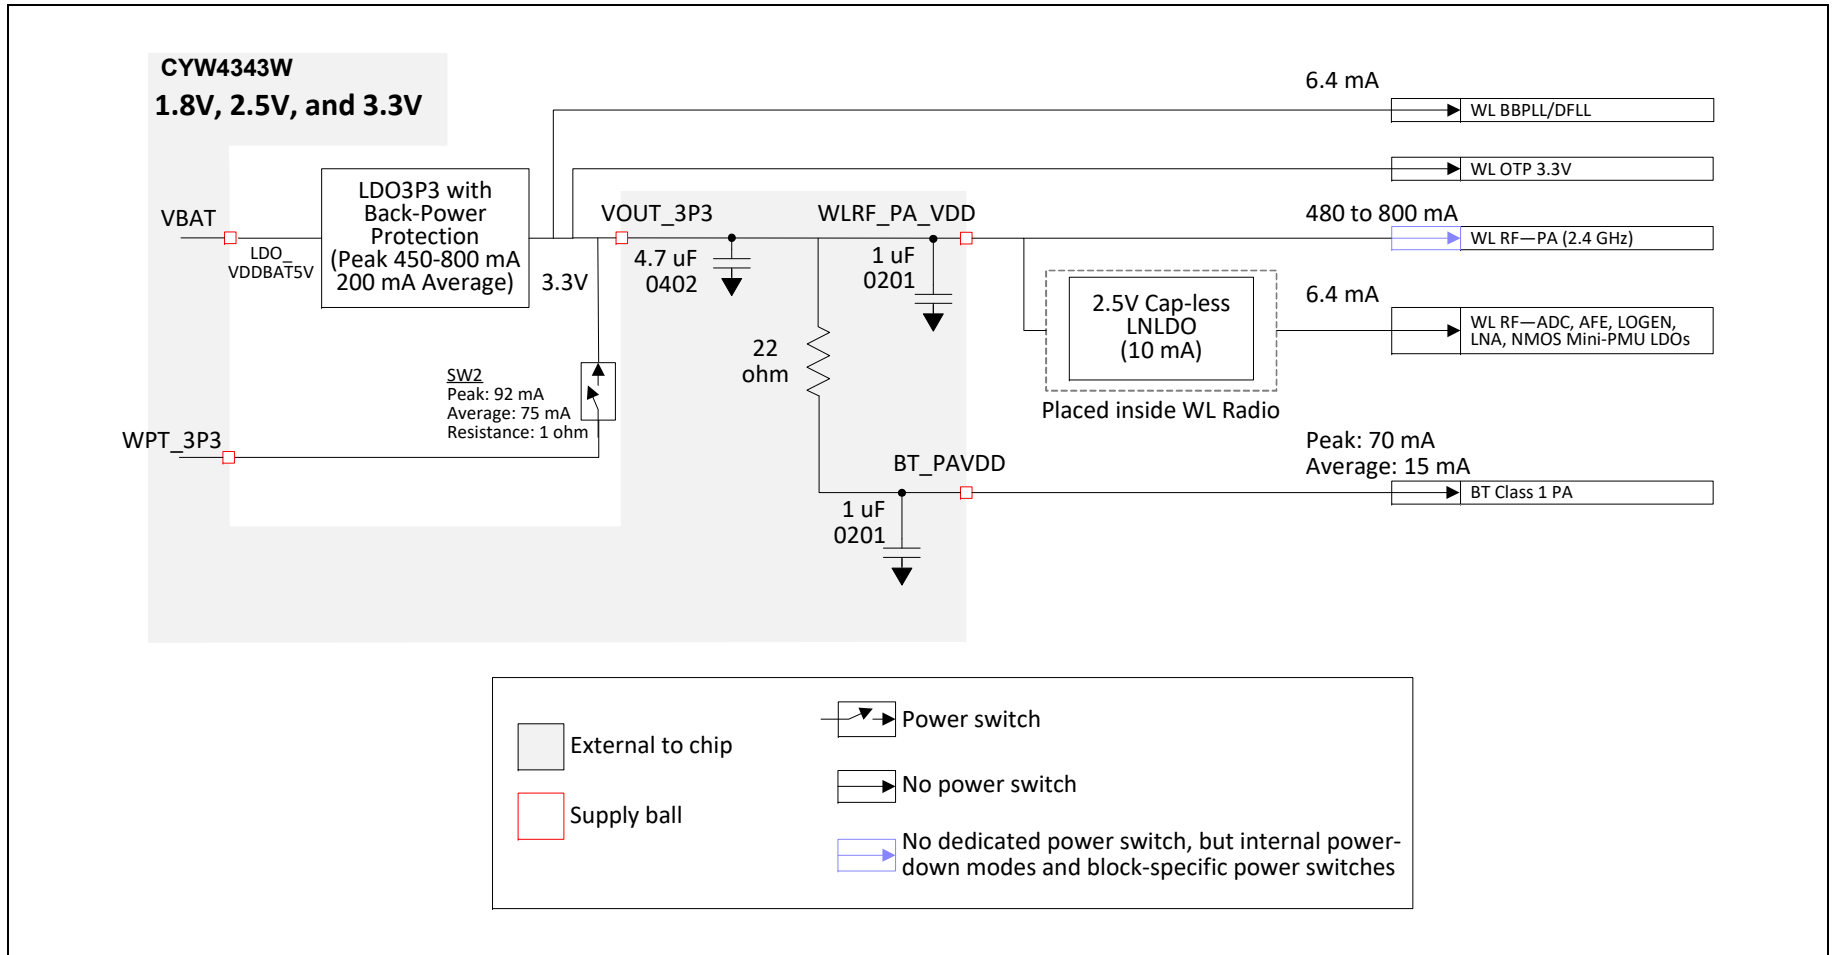 CYW4343W
1.8V, 2.5V, and 3.3V
6.4 mA
WL BBPLL/DFLL
WL OTP 3.3V
LDO3P3 with
Back-Power
Protection
(Peak 450-800 mA
200 mA Average)
VBAT
LDO_
VDDBAT5V
3.3V
VOUT_3P3
4.7 uF
0402
WLRF_PA_VDD
1 uF
0201
480 to 800 mA
WL RF—PA (2.4 GHz)
2.5V Cap-less
LNLDO
(10 mA)
Placed inside WL Radio
6.4 mA
WL RF—ADC, AFE, LOGEN,
LNA, NMOS Mini-PMU LDOs
22
ohm
SW2
Peak: 92 mA
Average: 75 mA
Resistance: 1 ohm
WPT_3P3
BT_PAVDD
1 uF
0201
Peak: 70 mA
Average: 15 mA
BT Class 1 PA
External to chip
Supply ball
Power switch
No power switch
No dedicated power switch, but internal power-
down modes and block-specific power switches